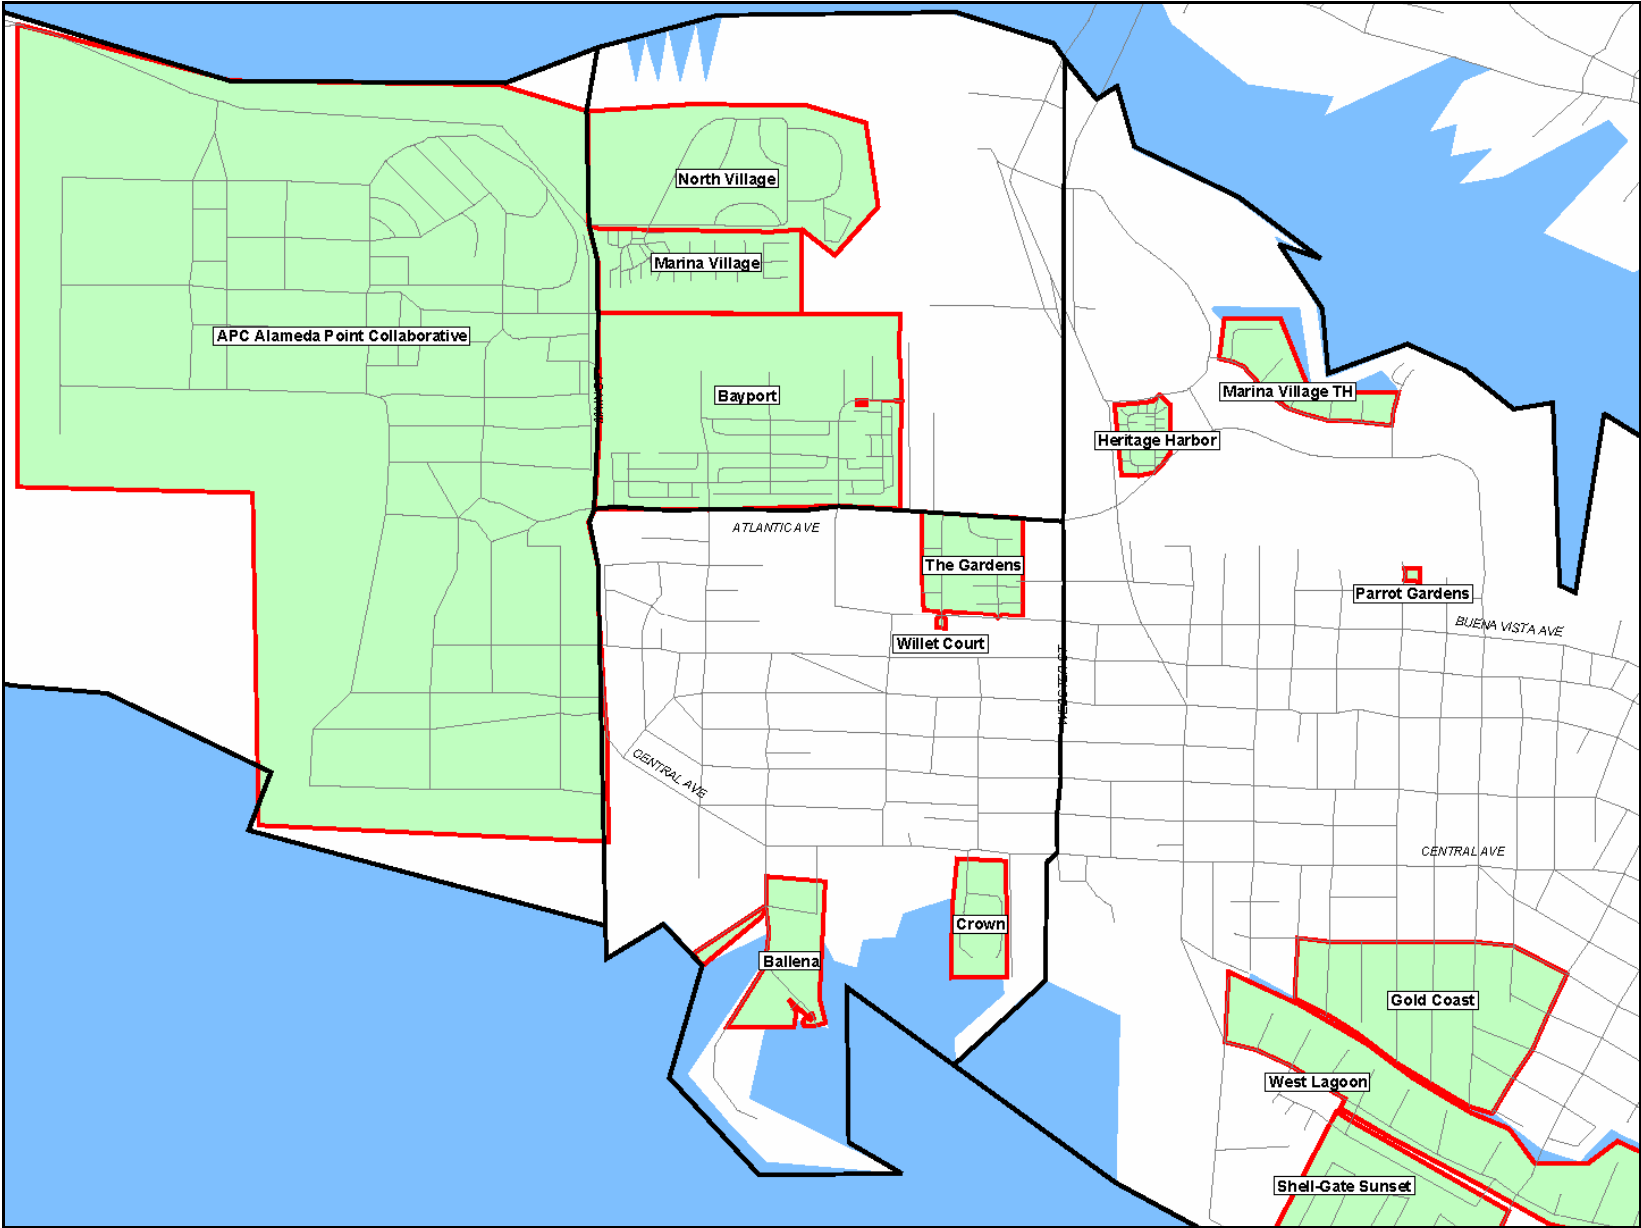 North Village
Marina Village
APC Alameda Point Collaborative
Bayport
Marina Village TH
Heritage Harbor
ATLANTIC AVE
The Gardens
Parrot Gardens
BUENA VISTA AVE
Willet Court
WEBSTER ST
CENTRAL AVE
CENTRAL AVE
Crown
Ballena
Gold Coast
West Lagoon
Shell-Gate Sunset